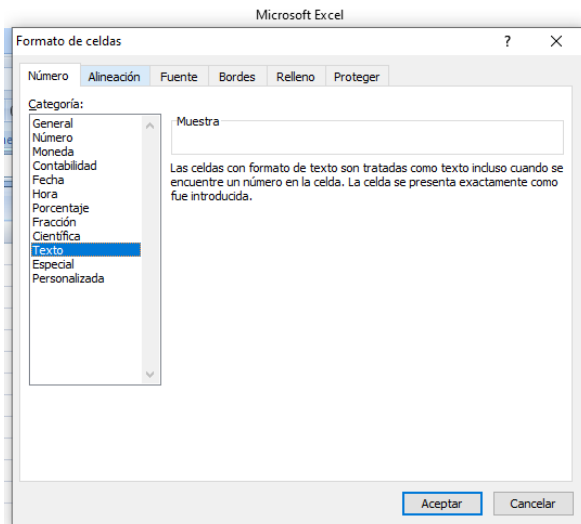 Microsoft Excel
Formato de celdas
?
Número Alineación Fuente Bordes Relleno Proteger
Categoría:
General
Número
Moneda
Contabilidad
Fecha
Hora
Porcentaje
Fracción
Científica
Texto
Especial
Personalizada
Muestra
Las celdas con formato de texto son tratadas como texto incluso cuando se
encuentre un número en la celda. La celda se presenta exactamente como
fue introducida.
Aceptar Cancelar